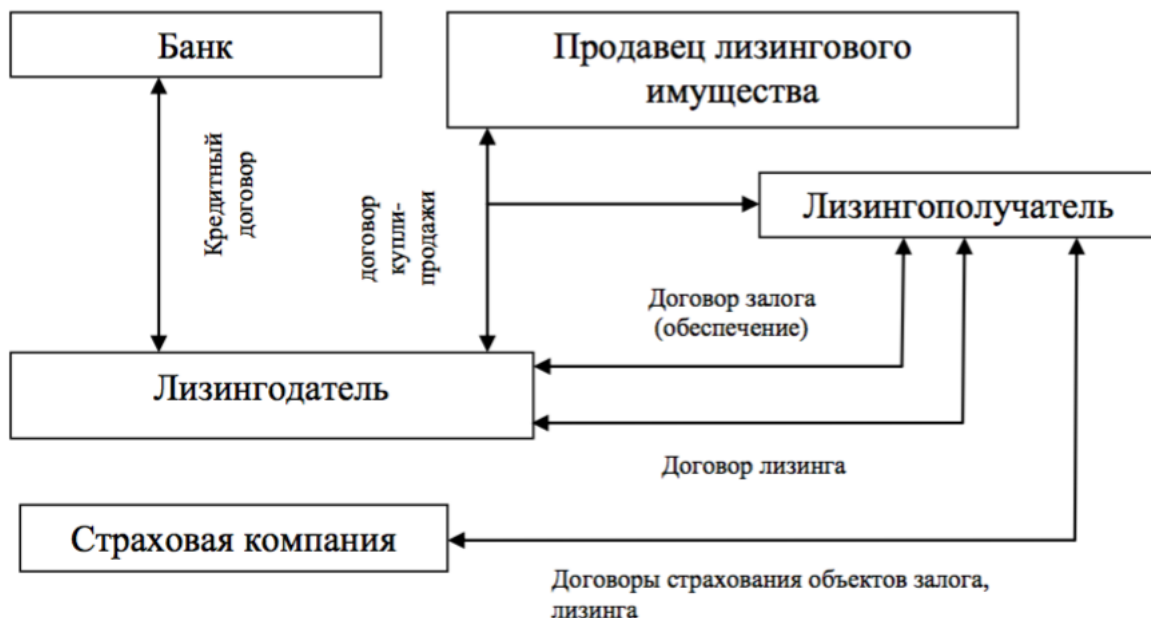 Банк
Продавец лизингового
имущества
Кредитный
договор
договор
купли-
продажи
Лизингополучатель
Договор залога
(обеспечение)
Лизингодатель
Договор лизинга
Страховая компания
Договоры страхования объектов залога,
лизинга